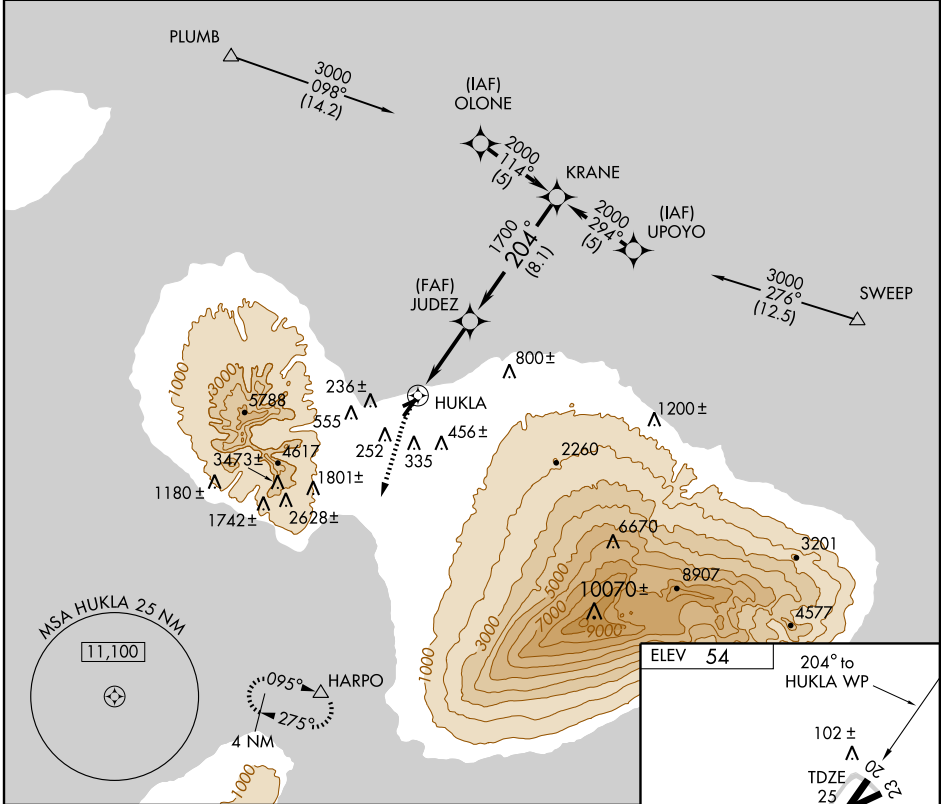 PLUMB
3000
098°
(14.2)
(IAF)
OLONE
2000
114°
(5)
KRANE
2000
294°
(5)
(IAF)
UPOYO
1700
204°
(8.1)
(FAF)
JUDEZ
3000
276°
(12.5)
SWEEP
800±
1000
3000
5788
236±
555
HUKLA
252
335
456±
1200±
2260
4617
3473±
1180±
1801±
1742±
2628±
6670
3201
5000
10070±
8907
7000
9000
4577
3000
1000
MSA HUKLA 25 NM
11,100
095°
HARPO
275°
4 NM
1000
ELEV 54
204° to
HUKLA WP
102 ±
20
23
TDZE
25